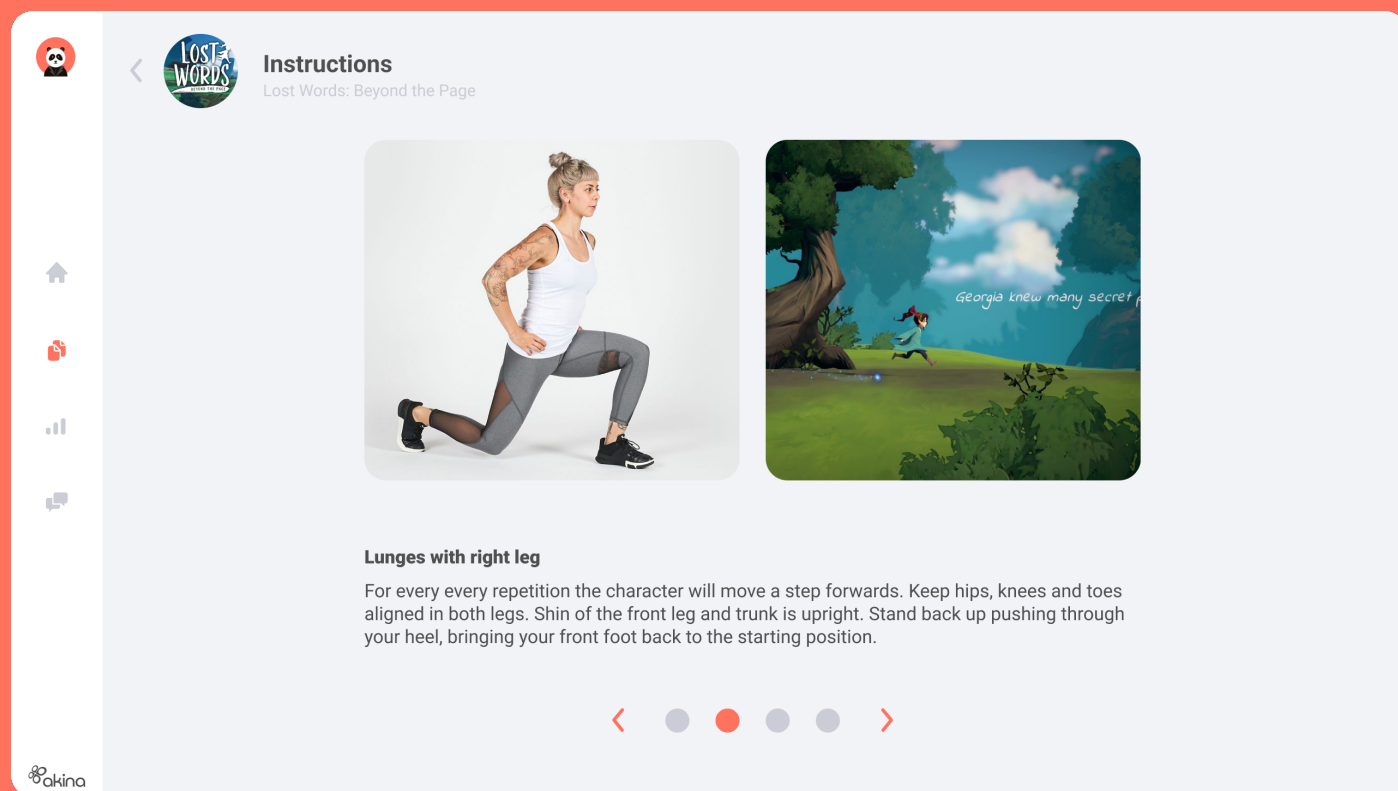 LOST
WORDS
BEYOND THE PAGE
Instructions
Lost Words: Beyond the Page
Georgia knew many secret
Lunges with right leg
For every every repetition the character will move a step forwards. Keep hips, knees and toes
aligned in both legs. Shin of the front leg and trunk is upright. Stand back up pushing through
your heel, bringing your front foot back to the starting position.
akina